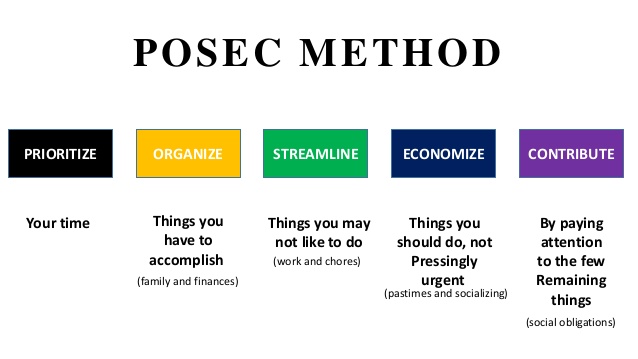 POSEC METHOD
PRIORITIZE
ORGANIZE
STREAMLINE
ECONOMIZE
CONTRIBUTE
Your time
Things you
have to
accomplish
(family and finances)
Things you may
not like to do
(work and chores)
Things you
should do, not
Pressingly
urgent
(pastimes and socializing)
By paying
attention
to the few
Remaining
things
(social obligations)